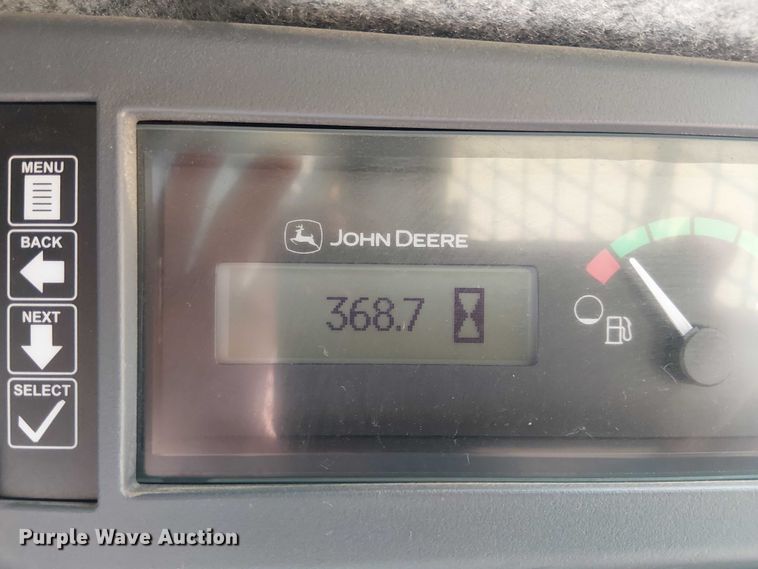 MENU
BACK
NEXT
SELECT
JOHN DEERE
368.7
Purple Wave Auction